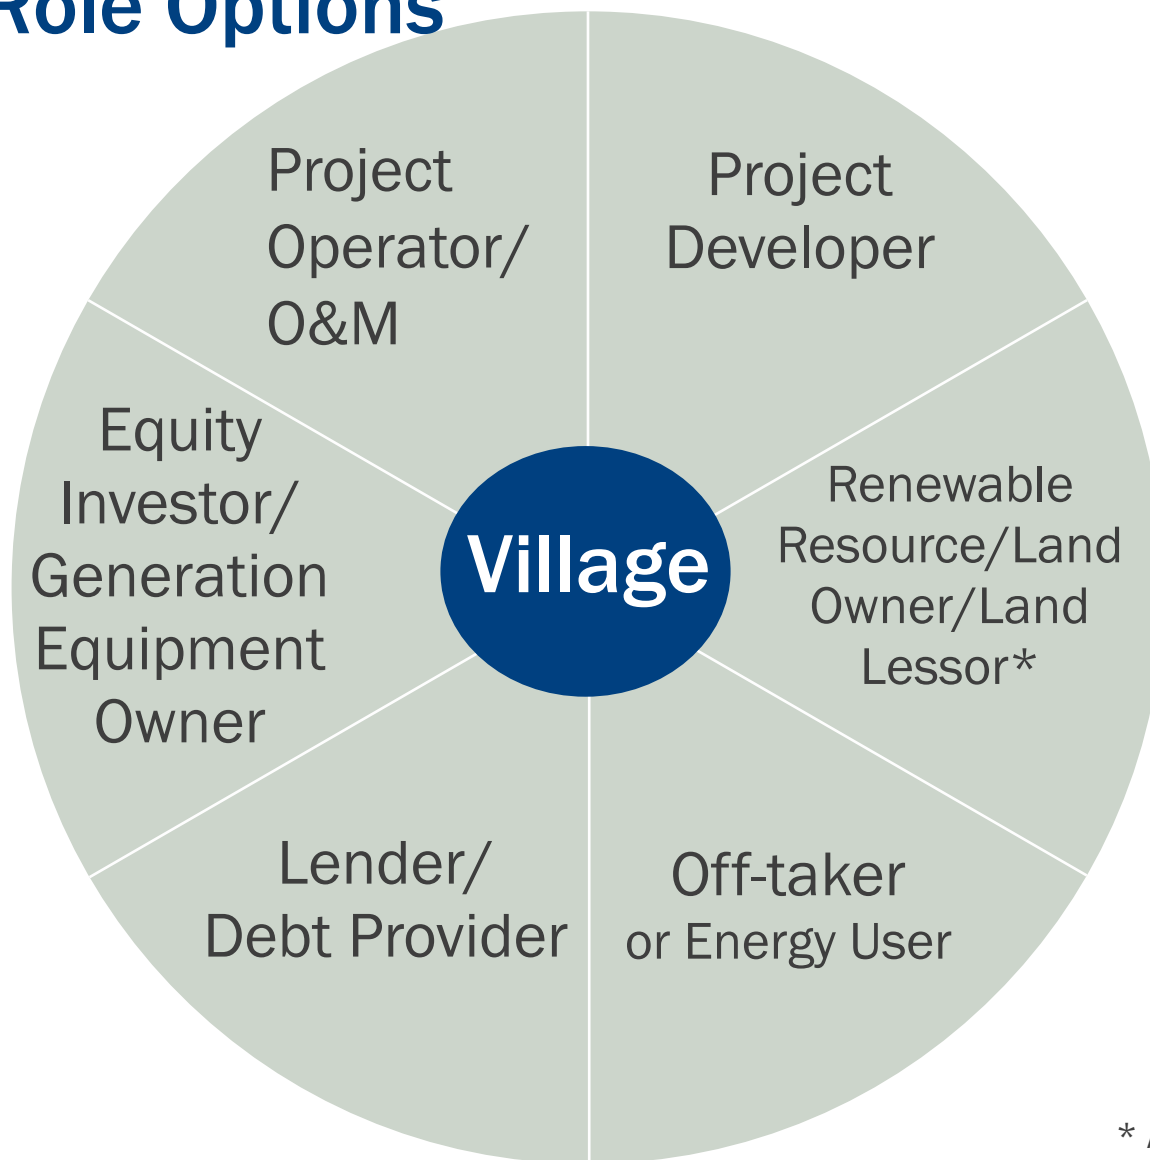 Role Options
Project
Operator/
O&M
Project
Developer
Equity
Investor/
Generation
Equipment
Owner
Village
Renewable
Resource/Land
Owner/Land
Lessor*
Lender/
Debt Provider
Off-taker
or Energy User
*